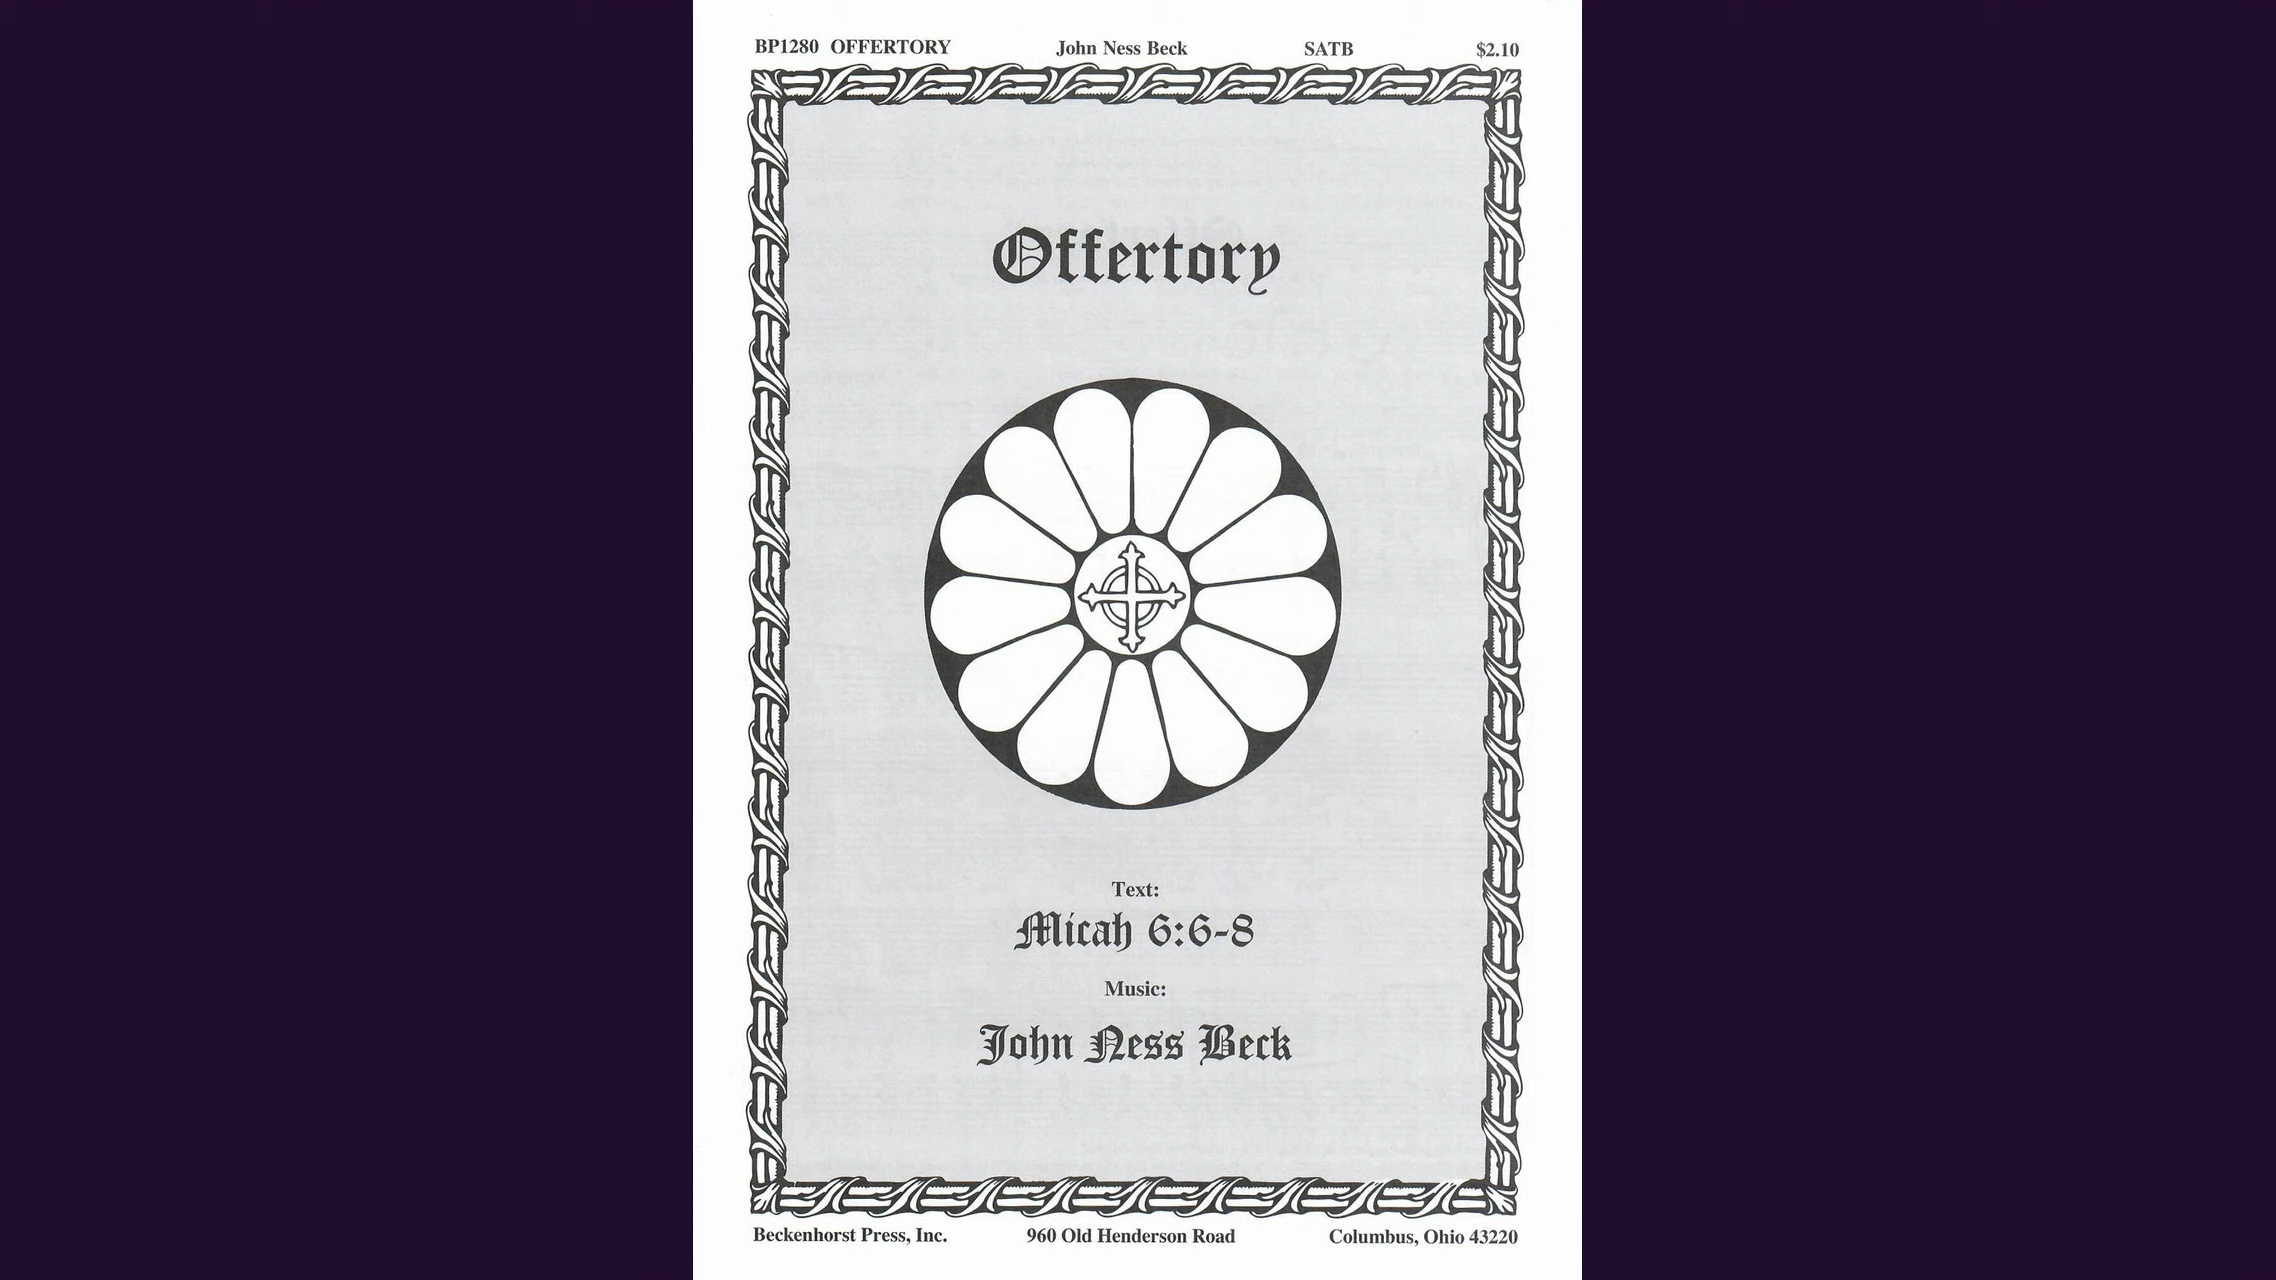 BP1280 OFFERTORY John Ness Beck SATB $2.10
Offertory
Text:
Micah 6:6-8
Music:
John Ness Beck
Beckenhorst Press, Inc. 960 Old Henderson Road Columbus, Ohio 43220